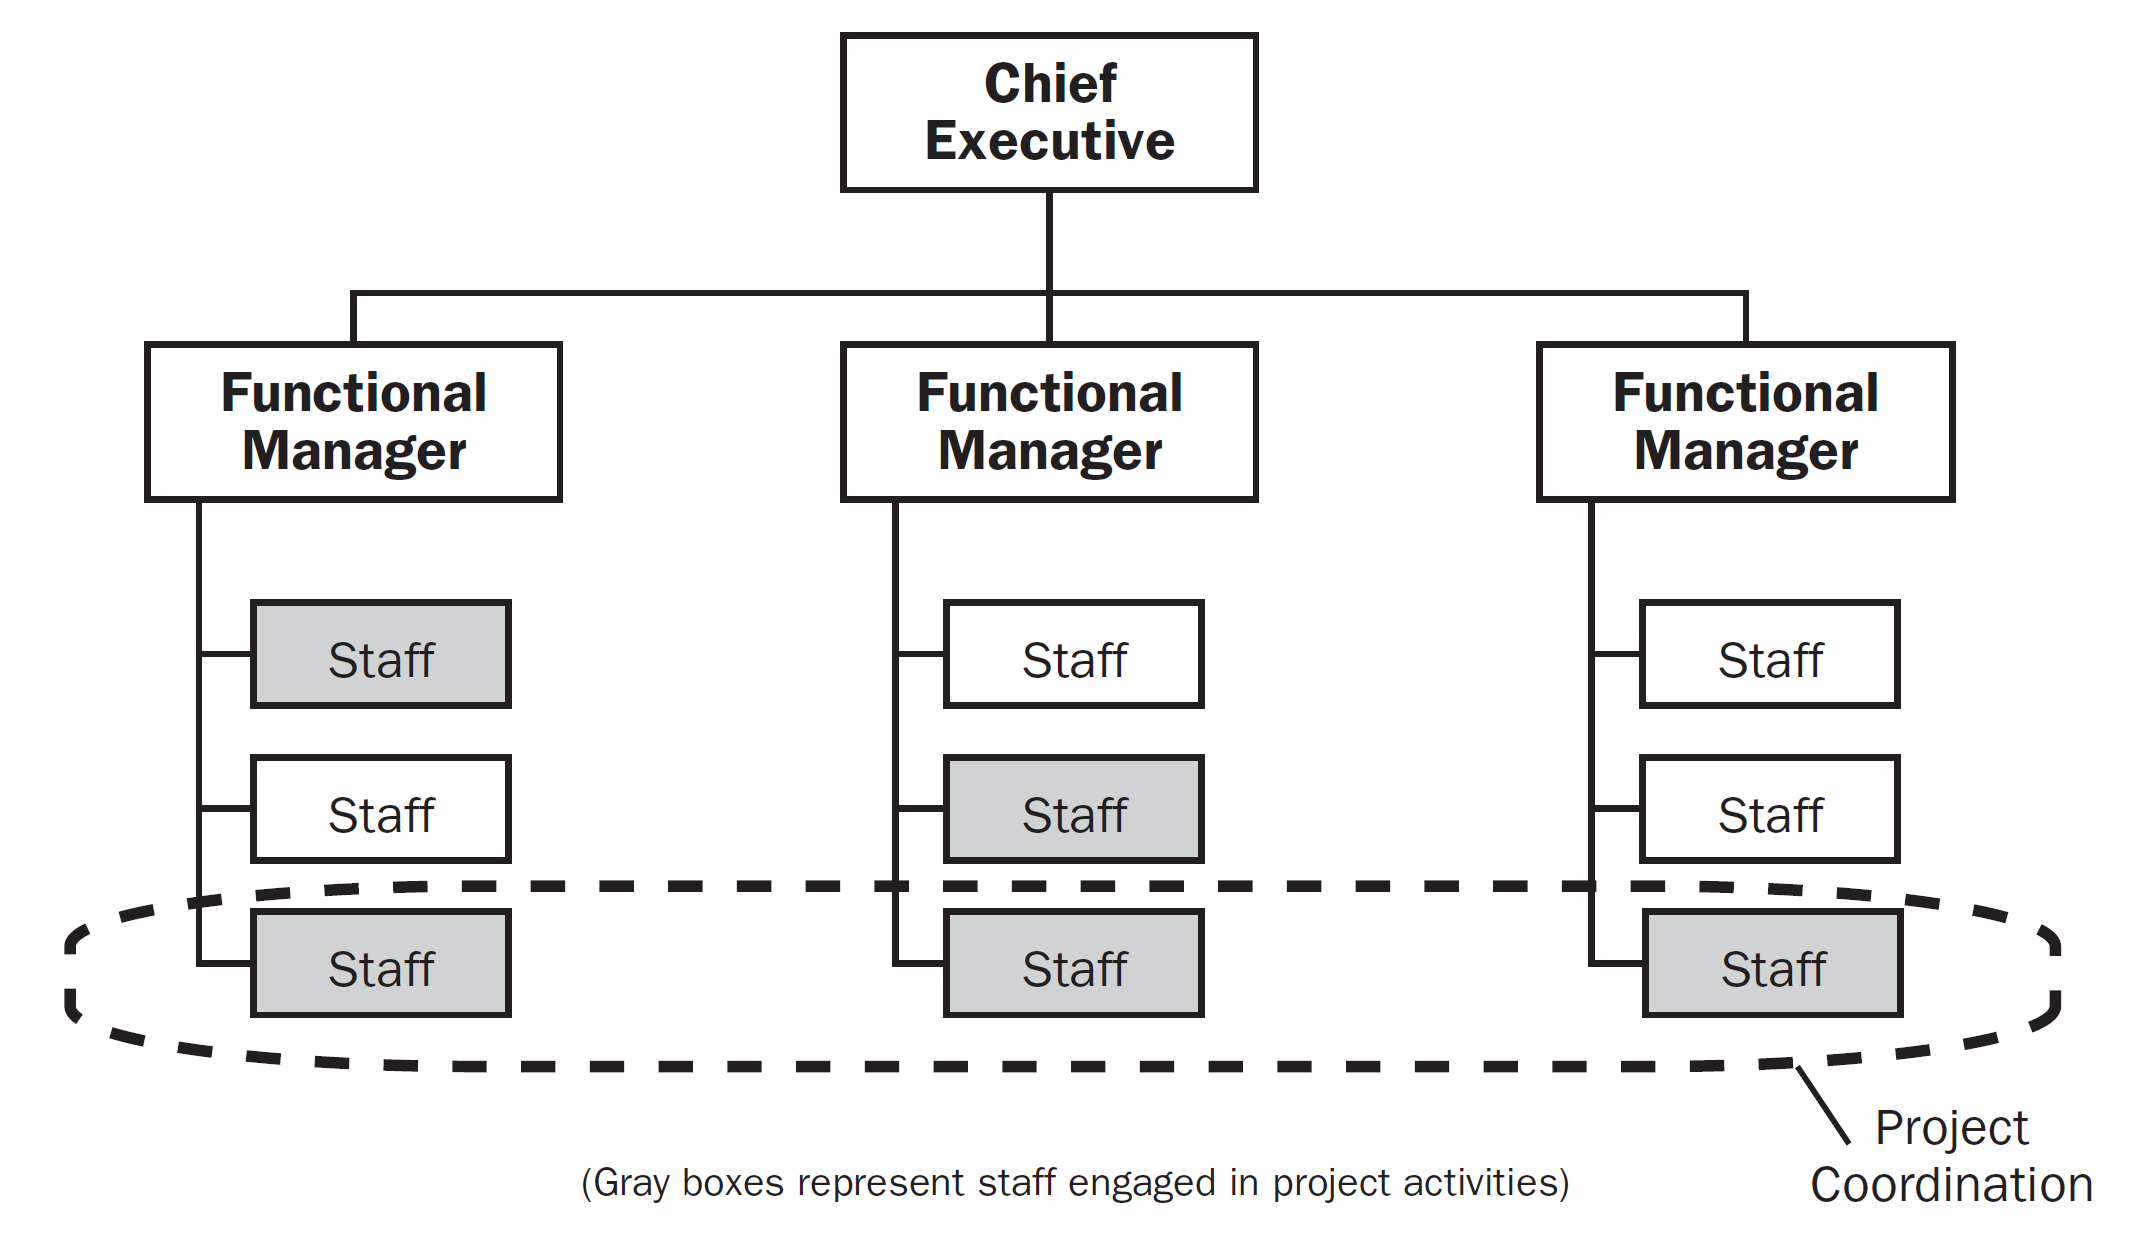 Chief
Executive
Functional
Manager
Functional
Manager
Functional
Manager
Staff
Staff
Staff
Staff
Staff
Staff
Staff
Staff
Staff
Project
Coordination
(Gray boxes represent staff engaged in project activities)